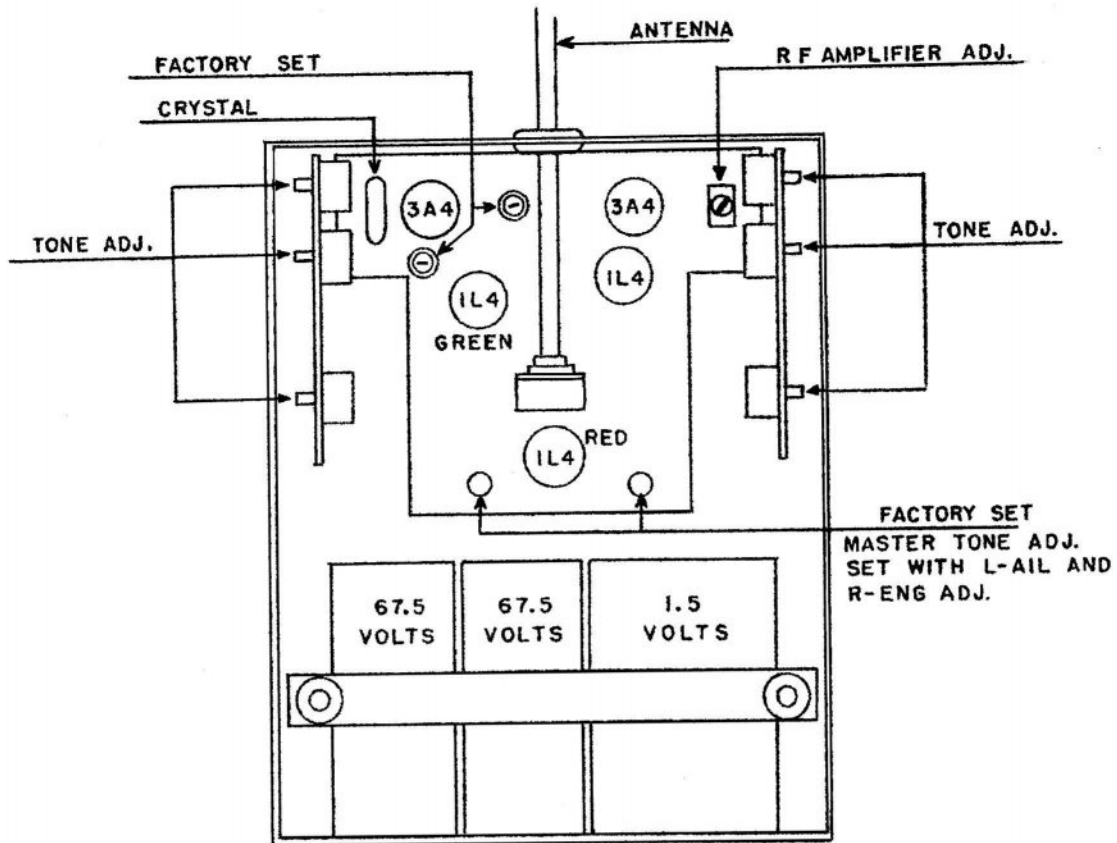 ANTENNA
FACTORY SET
R F AMPLIFIER ADJ.
CRYSTAL
3A4
3A4
TONE ADJ.
TONE ADJ.
1L4
1L4
GREEN
RED
1L4
FACTORY SET
MASTER TONE ADJ.
SET WITH L-AIL AND
R-ENG ADJ.
67.5
VOLTS
67.5
VOLTS
1.5
VOLTS